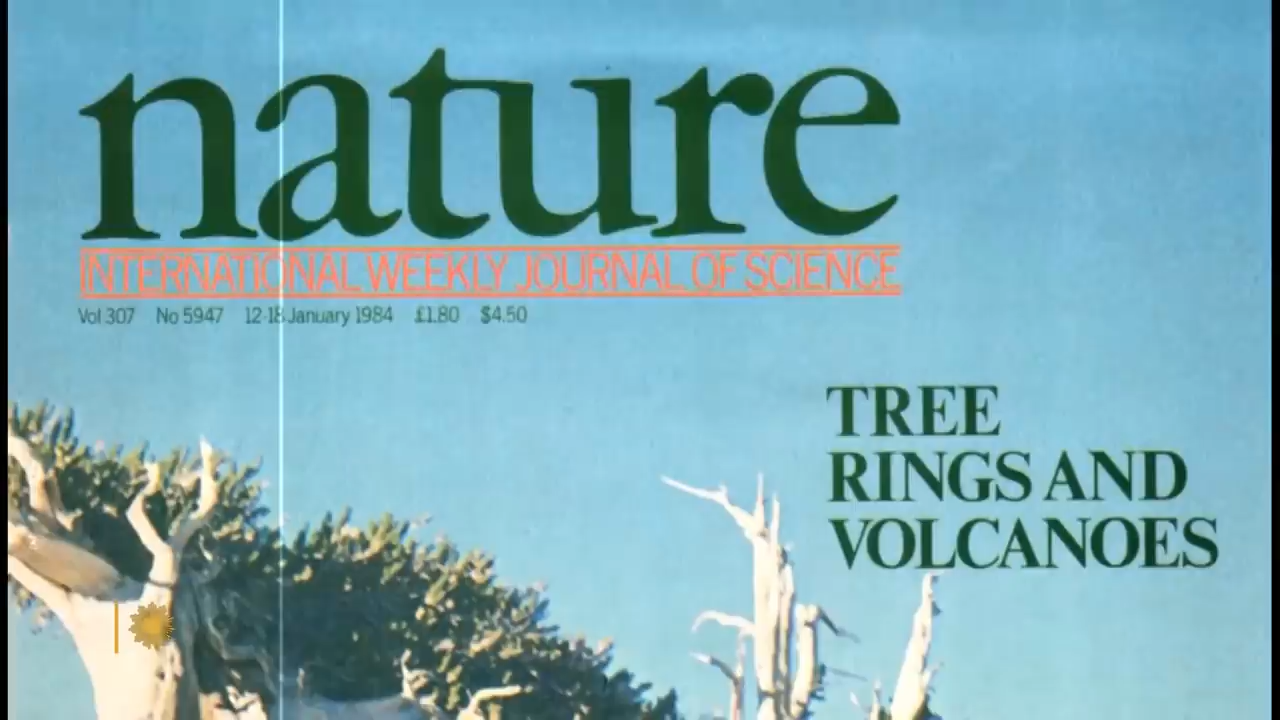 nature
INTERNATIONAL WEEKLY JOURNAL OF SCIENCE
Vol 307 No 5947 12-18 January 1984 £1.80 $4.50
TREE
RINGS AND
VOLCANOES